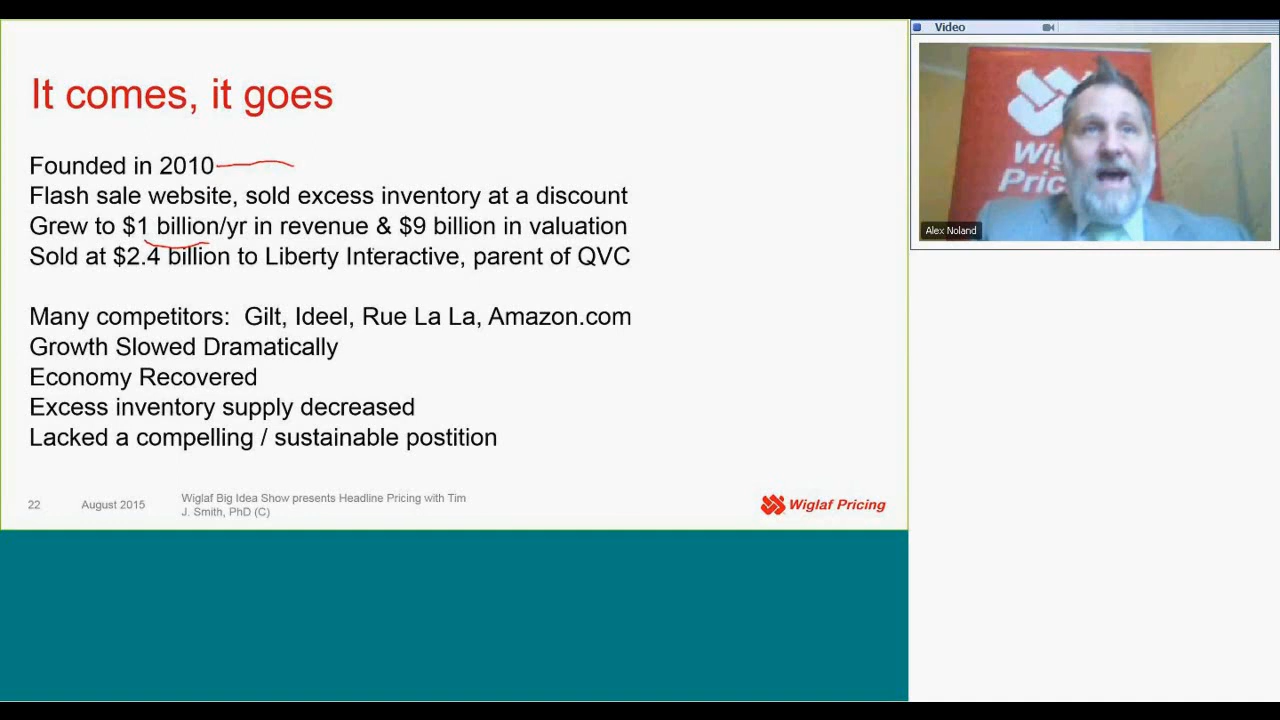 It comes, it goes
Founded in 2010
Flash sale website, sold excess inventory at a discount
Grew to $1 billion/yr in revenue & $9 billion in valuation
Sold at $2.4 billion to Liberty Interactive, parent of QVC
Many competitors:  Gilt, Ideel, Rue La La, Amazon.com
Growth Slowed Dramatically
Economy Recovered
Excess inventory supply decreased
Lacked a compelling / sustainable postition
22
August 2015
Wiglaf Big Idea Show presents Headline Pricing with Tim
J. Smith, PhD (C)
Wiglaf Pricing
Video
Alex Noland